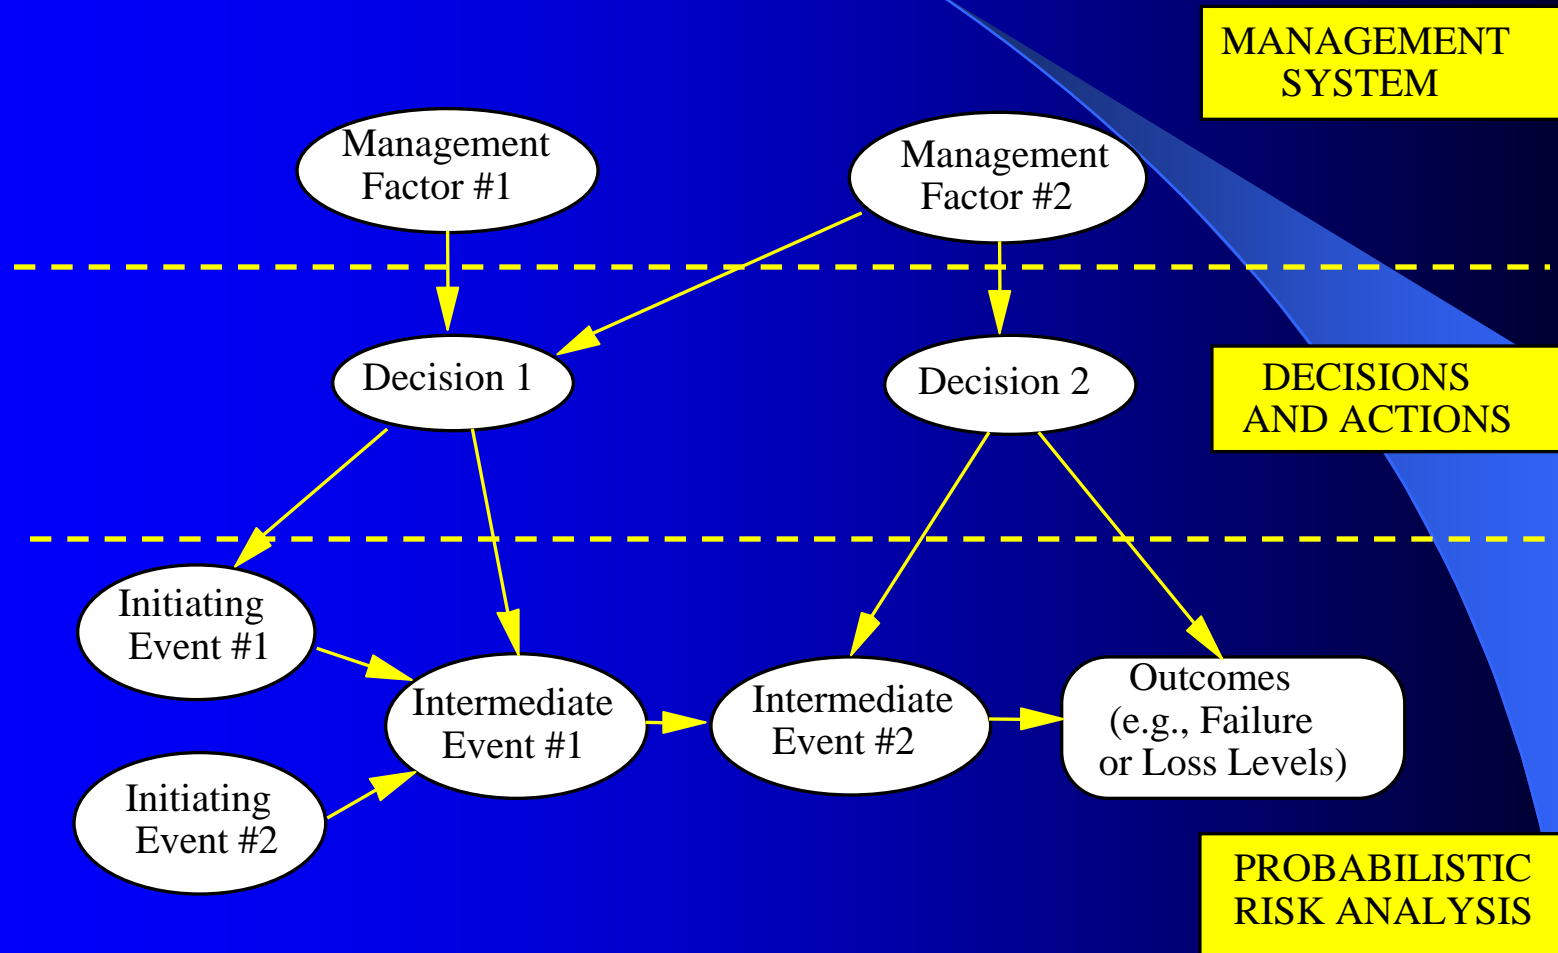 MANAGEMENT
SYSTEM
Management
Factor #1
Management
Factor #2
Decision 1
Decision 2
DECISIONS
AND ACTIONS
Initiating
Event #1
Intermediate
Event #1
Intermediate
Event #2
Outcomes
(e.g., Failure
or Loss Levels)
Initiating
Event #2
PROBABILISTIC
RISK ANALYSIS